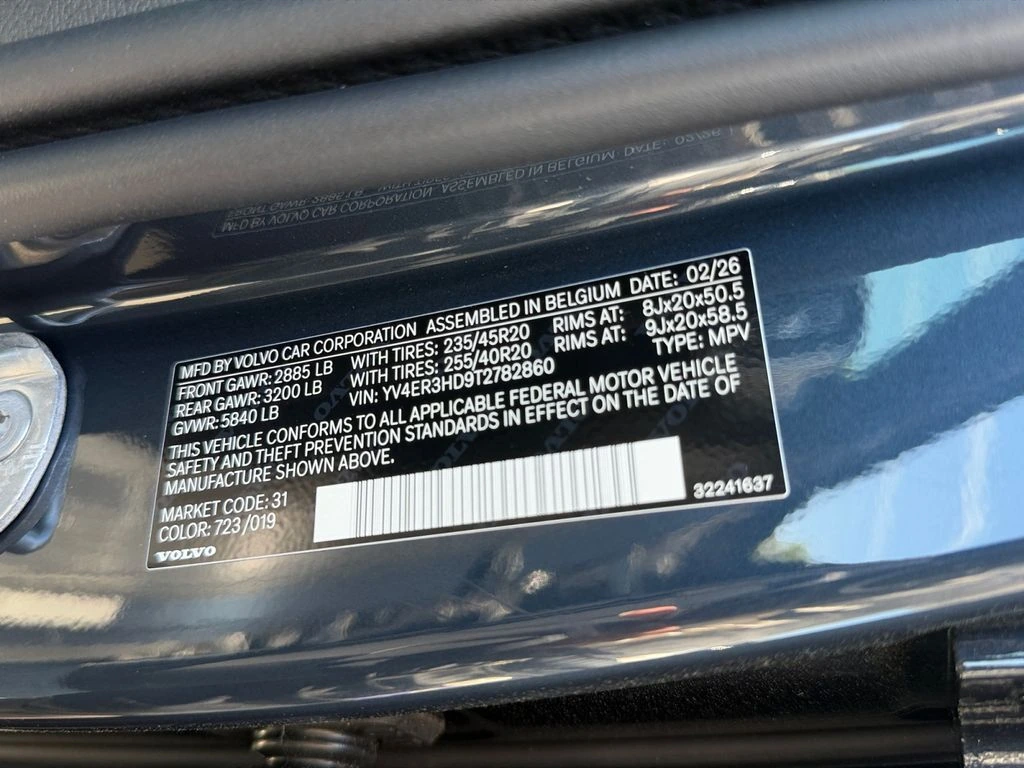 MFD BY VOLVO CAR CORPORATION ASSEMBLED IN BELGIUM DATE: 02/26
FRONT GAWR: 2885 LB WITH TIRES: 235/45R20 RIMS AT: 8Jx20x50.5
REAR GAWR: 3200 LB WITH TIRES: 255/40R20 RIMS AT: 9Jx20x58.5
GVWR: 5840 LB VIN: YV4ER3HD9T2782860 TYPE: MPV
THIS VEHICLE CONFORMS TO ALL APPLICABLE FEDERAL MOTOR VEHICLE
SAFETY AND THEFT PREVENTION STANDARDS IN EFFECT ON THE DATE OF
MANUFACTURE SHOWN ABOVE.
MARKET CODE: 31
COLOR: 723/019
VOLVO
32241637